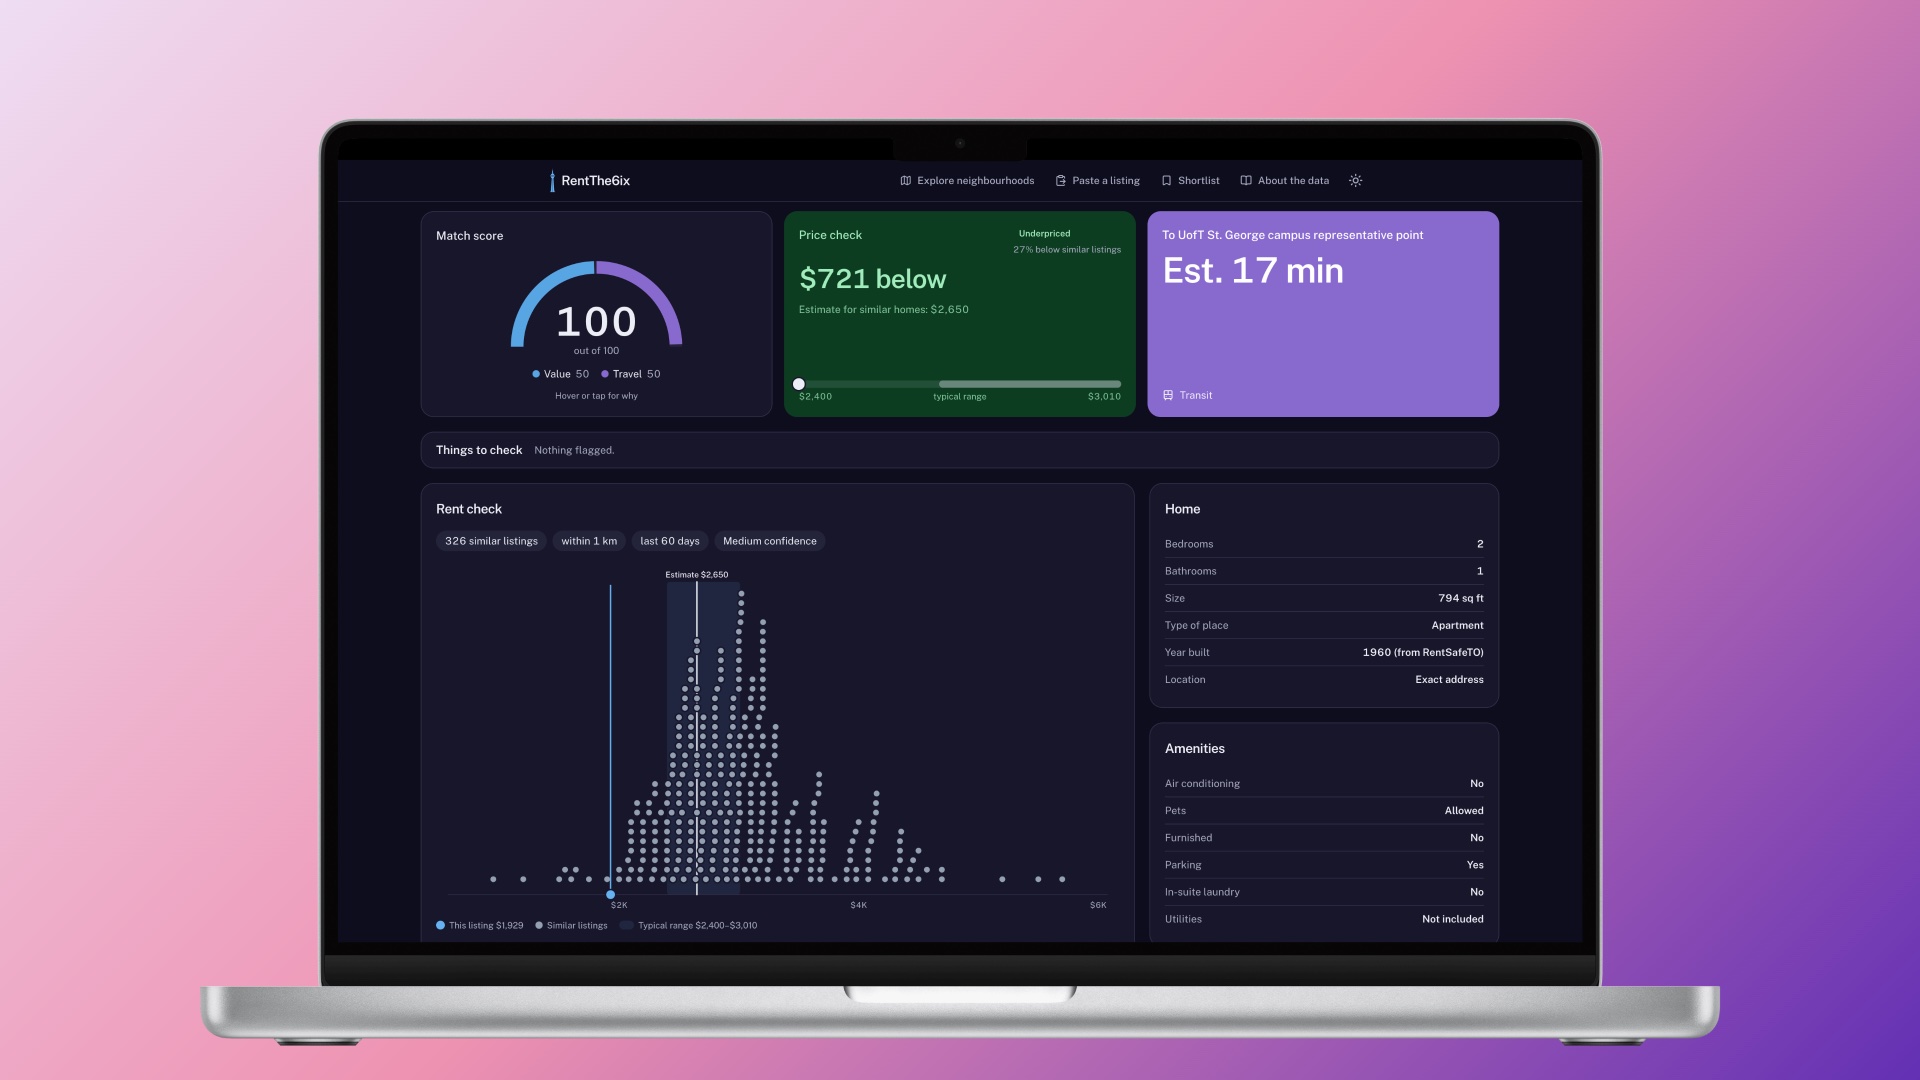 RentThe6ix
Explore neighbourhoods
Paste a listing
Shortlist
About the data
Match score
100
out of 100
Value 50
Travel 50
Hover or tap for why
Price check
Underpriced
27% below similar listings
$721 below
Estimate for similar homes: $2,650
$2,400
typical range
$3,010
To UofT St. George campus representative point
Est. 17 min
Transit
Things to check
Nothing flagged.
Rent check
326 similar listings
within 1 km
last 60 days
Medium confidence
Estimate $2,650
$2K
$4K
$6K
This listing $1,929
Similar listings
Typical range $2,400–$3,010
Home
Bedrooms 2
Bathrooms 1
Size 794 sq ft
Type of place Apartment
Year built 1960 (from RentSafeTO)
Location Exact address
Amenities
Air conditioning No
Pets Allowed
Furnished No
Parking Yes
In-suite laundry No
Utilities Not included